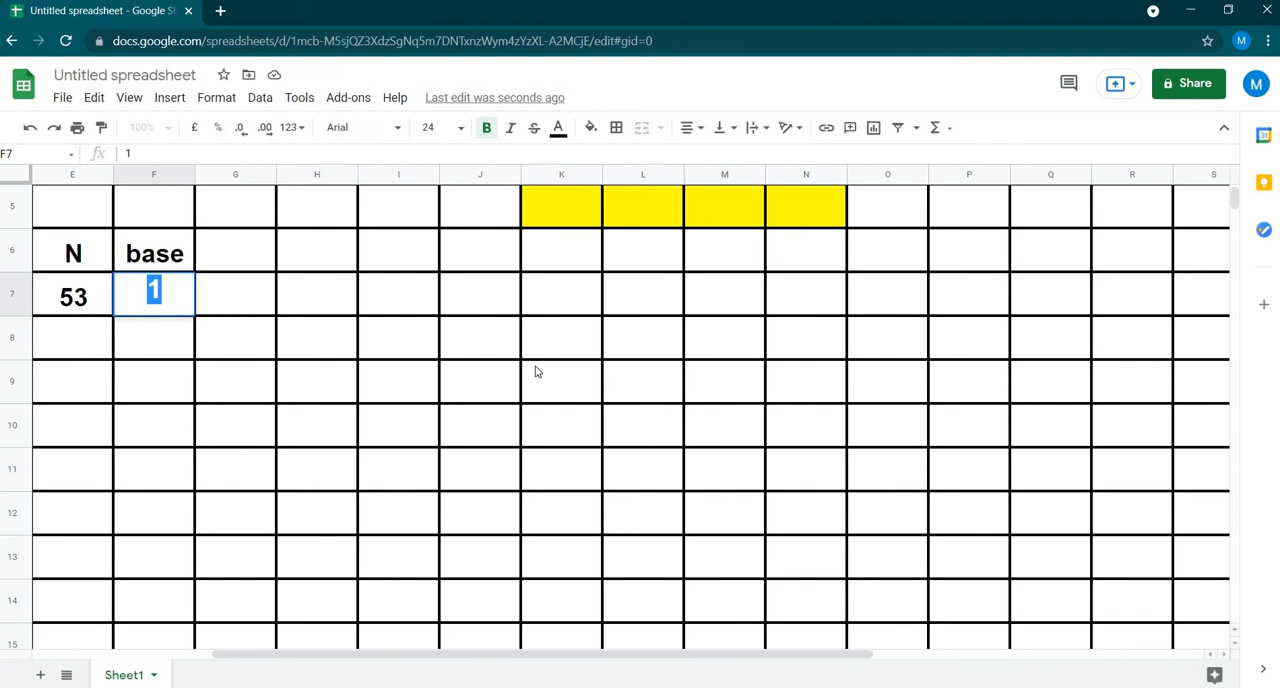 Untitled spreadsheet - Google S
docs.google.com/spreadsheets/d/1mcb-M5sjQZ3XdzSgNq5m7DNTxnzWym4zYzXL-A2MCjE/edit#gid=0
M
Untitled spreadsheet
File Edit View Insert Format Data Tools Add-ons Help Last edit was seconds ago
Share
M
100% £ % .0 .00 123 Arial 24 B I S A Σ
F7 fx 1
E F G H I J K L M N O P Q R S
5
6 N base
7 53 1
8
9
10
11
12
13
14
15
Sheet1